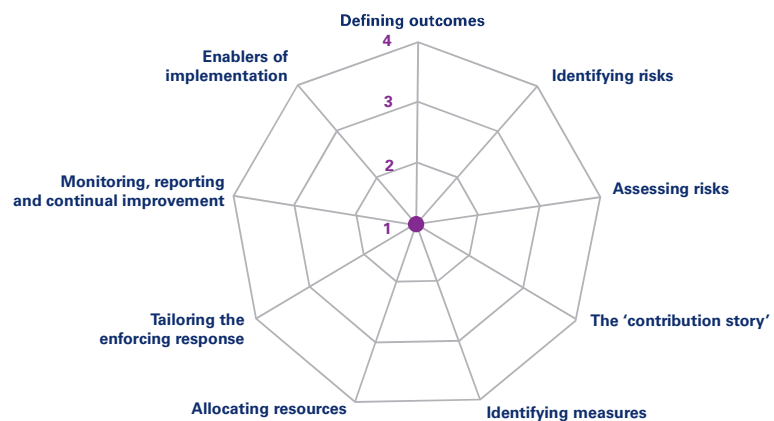 Defining outcomes
4
Enablers of
implementation
Identifying risks
3
2
Monitoring, reporting
and continual improvement
Assessing risks
1
Tailoring the
enforcing response
The ‘contribution story’
Allocating resources
Identifying measures